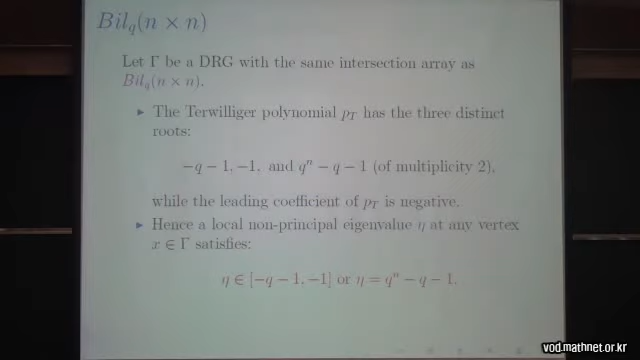 Bil_q(n × n)
Let Γ be a DRG with the same intersection array as
Bil_q(n × n).
▶ The Terwilliger polynomial p_T has the three distinct
roots:
−q − 1, −1, and q^n − q − 1 (of multiplicity 2),
while the leading coefficient of p_T is negative.
▶ Hence a local non-principal eigenvalue η at any vertex
x ∈ Γ satisfies:
η ∈ [−q − 1, −1] or η = q^n − q − 1.
vod.mathnet.or.kr